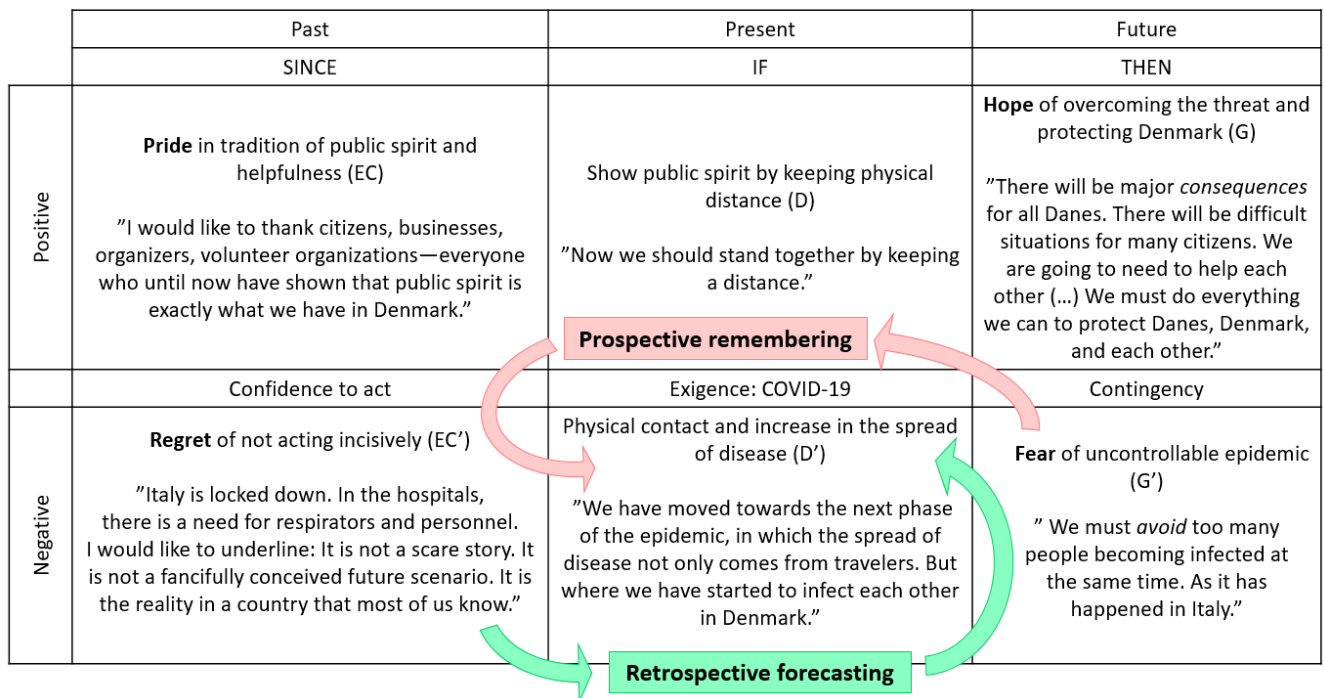 Past
Present
Future
SINCE
IF
THEN
Positive
Pride in tradition of public spirit and
helpfulness (EC)
”I would like to thank citizens, businesses,
organizers, volunteer organizations—everyone
who until now have shown that public spirit is
exactly what we have in Denmark.”
Show public spirit by keeping physical
distance (D)
”Now we should stand together by keeping
a distance.”
Hope of overcoming the threat and
protecting Denmark (G)
”There will be major consequences
for all Danes. There will be difficult
situations for many citizens. We
are going to need to help each
other (…) We must do everything
we can to protect Danes, Denmark,
and each other.”
Prospective remembering
Confidence to act
Exigence: COVID-19
Contingency
Negative
Regret of not acting incisively (EC’)
”Italy is locked down. In the hospitals,
there is a need for respirators and personnel.
I would like to underline: It is not a scare story. It
is not a fancifully conceived future scenario. It is
the reality in a country that most of us know.”
Physical contact and increase in the spread
of disease (D’)
”We have moved towards the next phase
of the epidemic, in which the spread of
disease not only comes from travelers. But
where we have started to infect each other
in Denmark.”
Fear of uncontrollable epidemic
(G’)
” We must avoid too many
people becoming infected at
the same time. As it has
happened in Italy.”
Retrospective forecasting